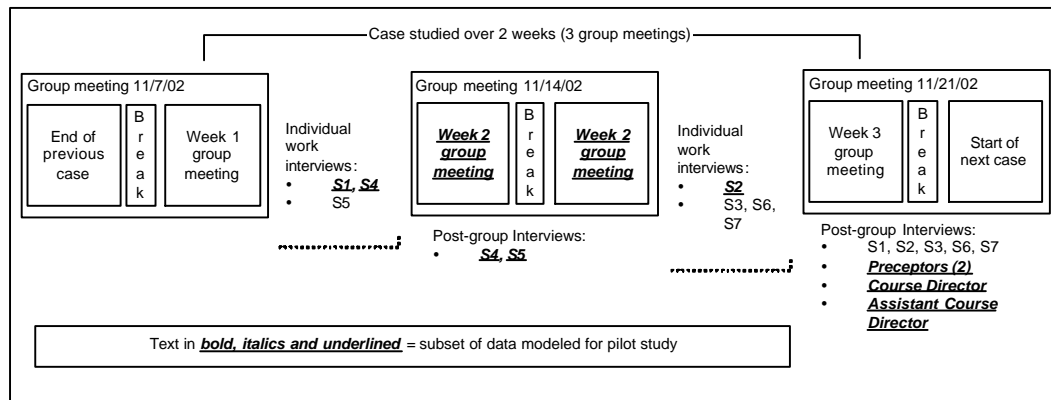 Case studied over 2 weeks (3 group meetings)
Group meeting 11/7/02
End of
previous
case
B
r
e
a
k
Week 1
group
meeting
Individual
work
interviews:
• S1, S4
• S5
Group meeting 11/14/02
Week 2
group
meeting
B
r
e
a
k
Week 2
group
meeting
Post-group Interviews:
• S4, S5
Individual
work
interviews:
• S2
• S3, S6,
S7
Group meeting 11/21/02
Week 3
group
meeting
B
r
e
a
k
Start of
next case
Post-group Interviews:
• S1, S2, S3, S6, S7
• Preceptors (2)
• Course Director
• Assistant Course
Director
Text in bold, italics and underlined = subset of data modeled for pilot study